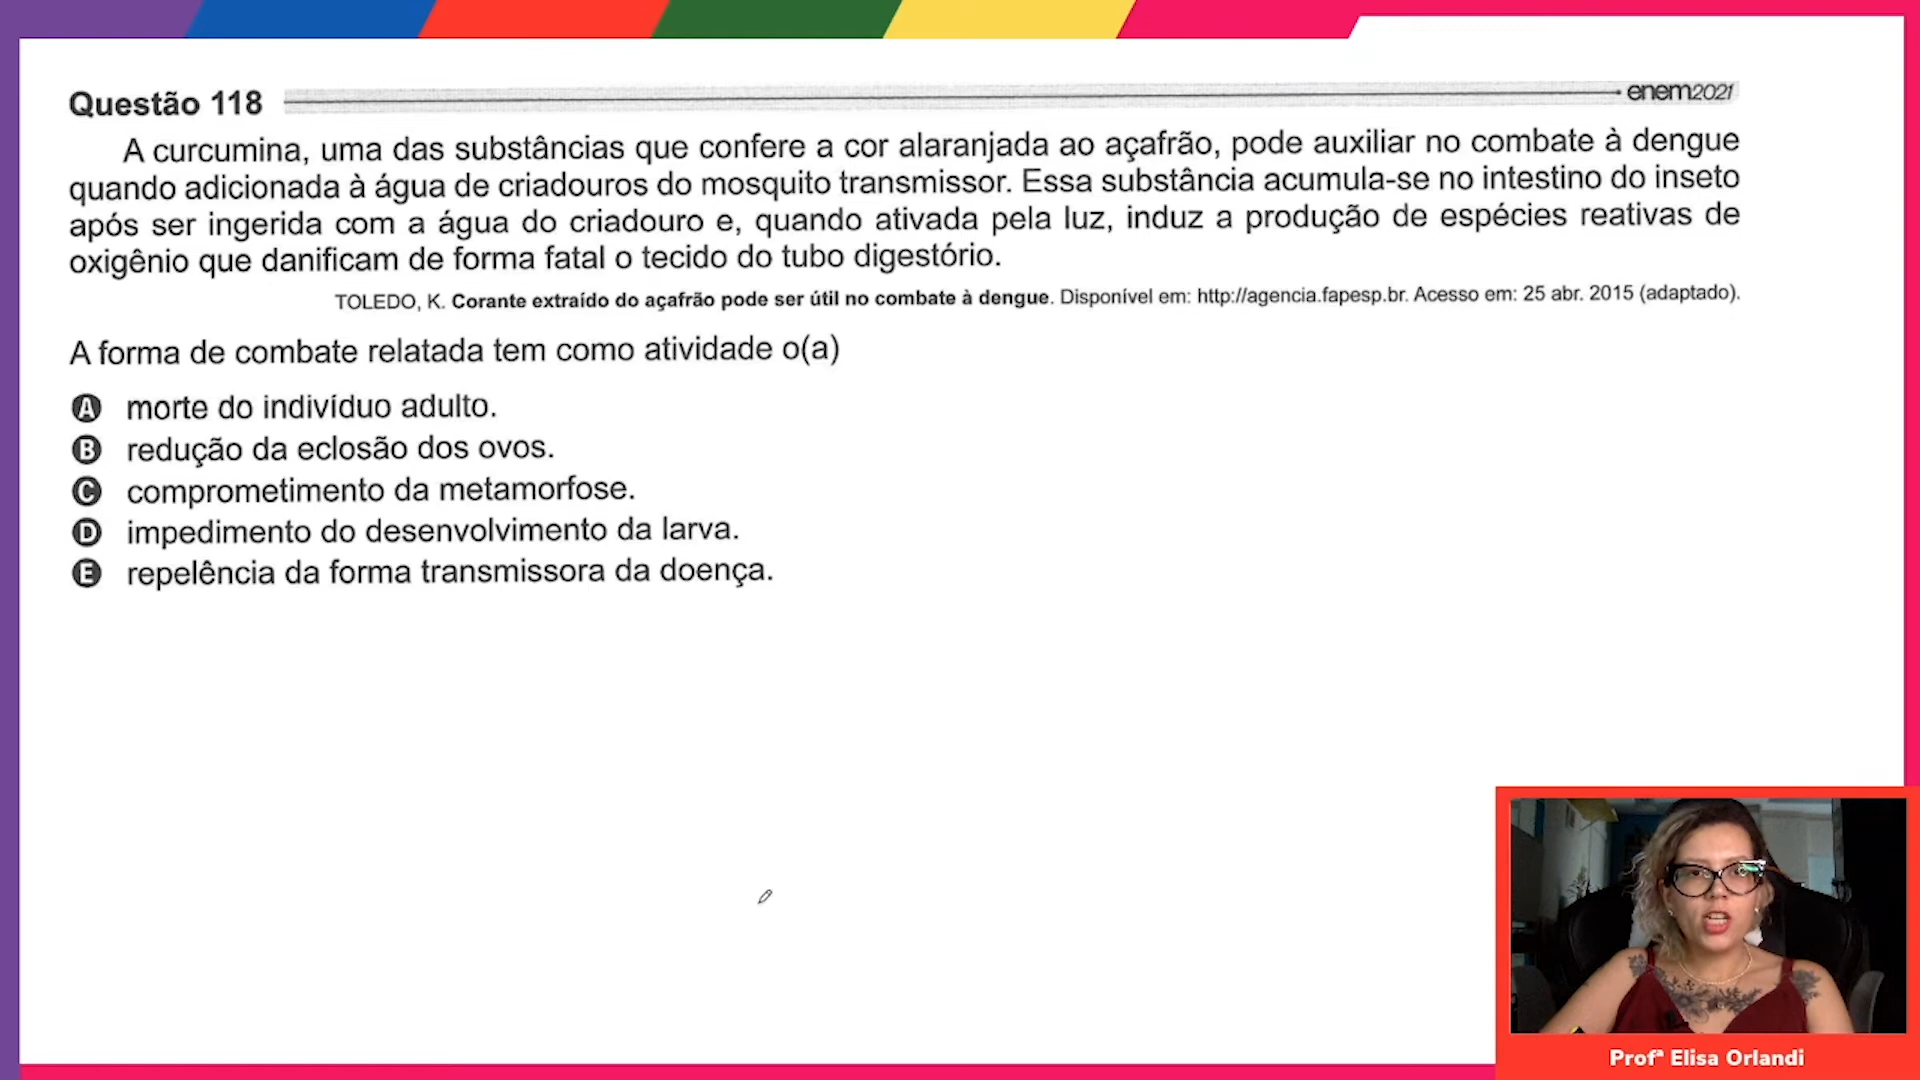 Questão 118
enem2021
A curcumina, uma das substâncias que confere a cor alaranjada ao açafrão, pode auxiliar no combate à dengue
quando adicionada à água de criadouros do mosquito transmissor. Essa substância acumula-se no intestino do inseto
após ser ingerida com a água do criadouro e, quando ativada pela luz, induz a produção de espécies reativas de
oxigênio que danificam de forma fatal o tecido do tubo digestório.
TOLEDO, K. Corante extraído do açafrão pode ser útil no combate à dengue. Disponível em: http://agencia.fapesp.br. Acesso em: 25 abr. 2015 (adaptado).
A forma de combate relatada tem como atividade o(a)
A morte do indivíduo adulto.
B redução da eclosão dos ovos.
C comprometimento da metamorfose.
D impedimento do desenvolvimento da larva.
E repelência da forma transmissora da doença.
Profª Elisa Orlandi